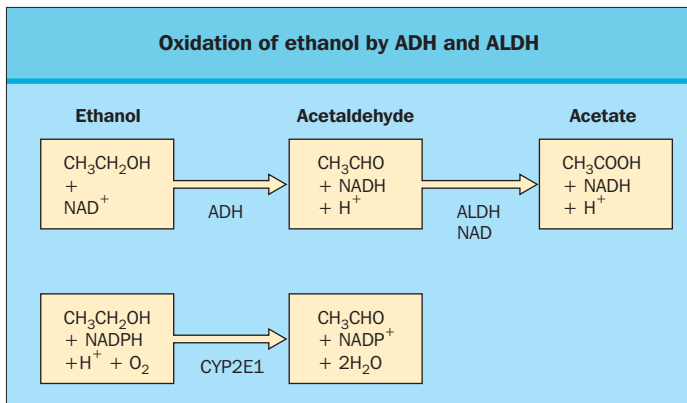 Oxidation of ethanol by ADH and ALDH
Ethanol
Acetaldehyde
Acetate
CH₃CH₂OH
+
NAD⁺
ADH
CH₃CHO
+ NADH
+ H⁺
ALDH
NAD
CH₃COOH
+ NADH
+ H⁺
CH₃CH₂OH
+ NADPH
+H⁺ + O₂
CYP2E1
CH₃CHO
+ NADP⁺
+ 2H₂O